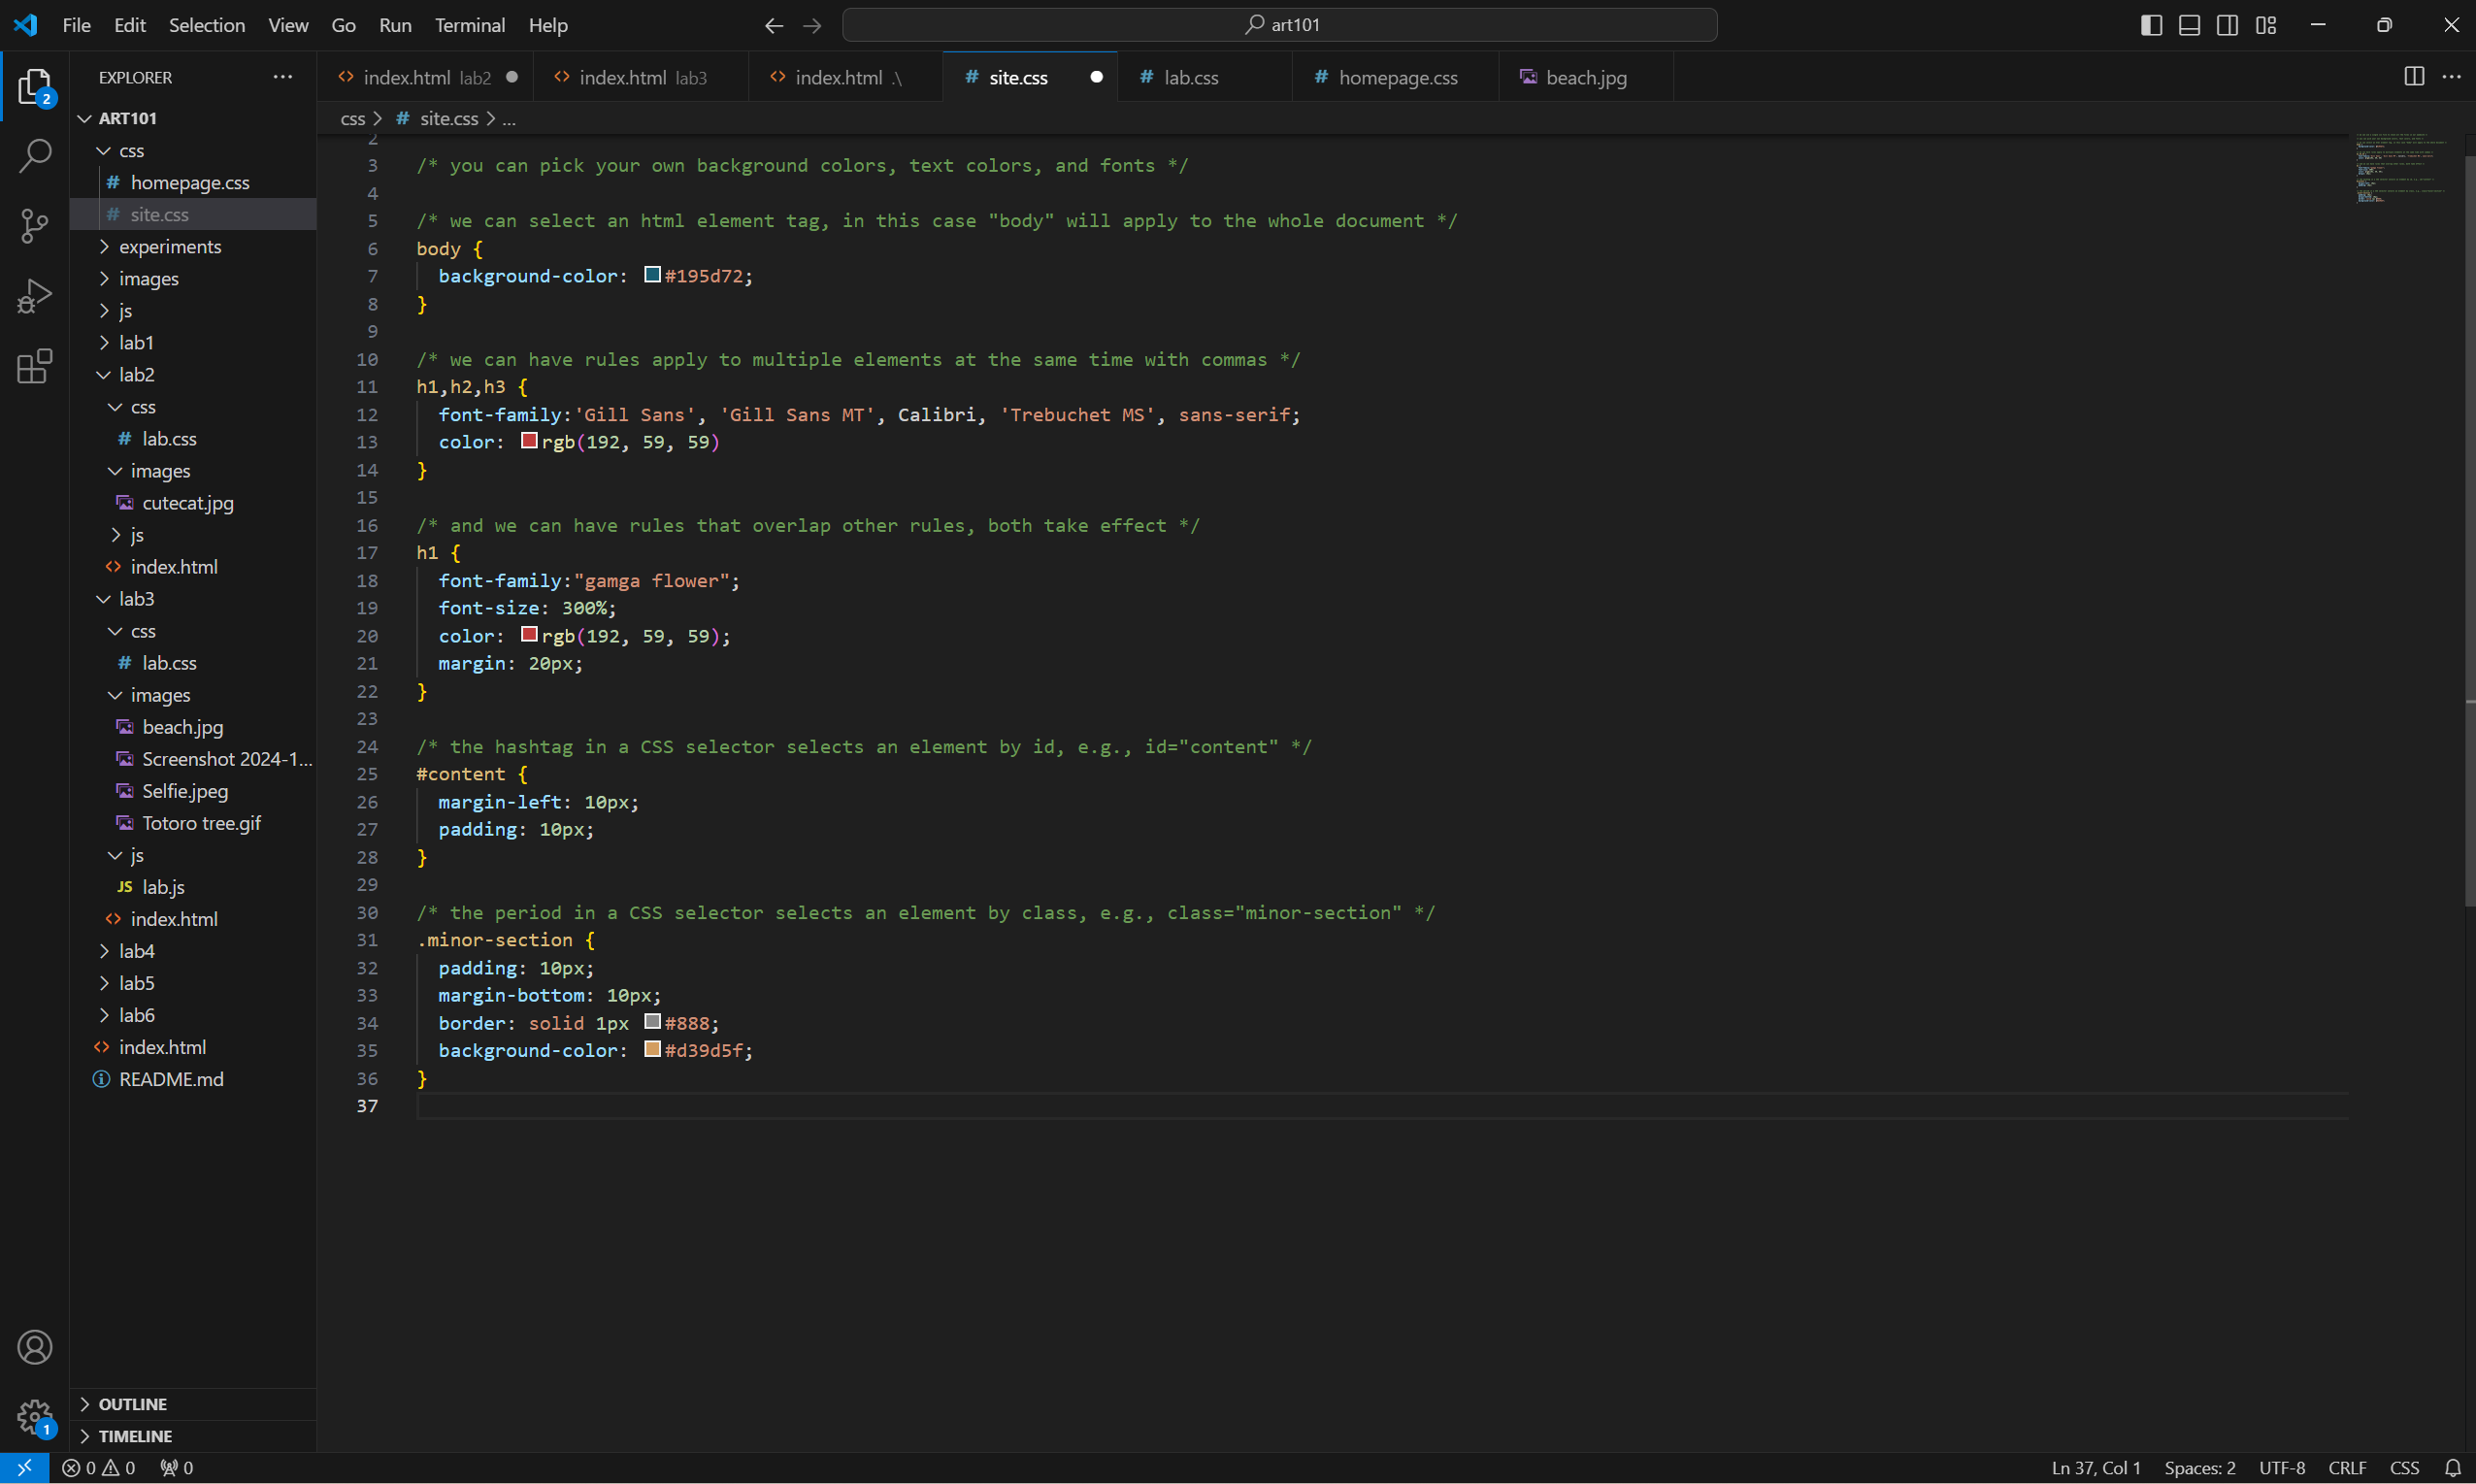 File Edit Selection View Go Run Terminal Help
art101
EXPLORER
ART101
css
homepage.css
site.css
experiments
images
js
lab1
lab2
css
lab.css
images
cutecat.jpg
js
index.html
lab3
css
lab.css
images
beach.jpg
Screenshot 2024-1...
Selfie.jpeg
Totoro tree.gif
js
JS lab.js
index.html
lab4
lab5
lab6
index.html
README.md
OUTLINE
TIMELINE
2
1
index.html lab2 index.html lab3 index.html .\ # site.css # lab.css # homepage.css beach.jpg
css > # site.css > ...
2
3 /* you can pick your own background colors, text colors, and fonts */
4
5 /* we can select an html element tag, in this case "body" will apply to the whole document */
6 body {
7 background-color: #195d72;
8 }
9
10 /* we can have rules apply to multiple elements at the same time with commas */
11 h1,h2,h3 {
12 font-family:'Gill Sans', 'Gill Sans MT', Calibri, 'Trebuchet MS', sans-serif;
13 color: rgb(192, 59, 59)
14 }
15
16 /* and we can have rules that overlap other rules, both take effect */
17 h1 {
18 font-family:"gamga flower";
19 font-size: 300%;
20 color: rgb(192, 59, 59);
21 margin: 20px;
22 }
23
24 /* the hashtag in a CSS selector selects an element by id, e.g., id="content" */
25 #content {
26 margin-left: 10px;
27 padding: 10px;
28 }
29
30 /* the period in a CSS selector selects an element by class, e.g., class="minor-section" */
31 .minor-section {
32 padding: 10px;
33 margin-bottom: 10px;
34 border: solid 1px #888;
35 background-color: #d39d5f;
36 }
37
0 0 0 Ln 37, Col 1 Spaces: 2 UTF-8 CRLF CSS